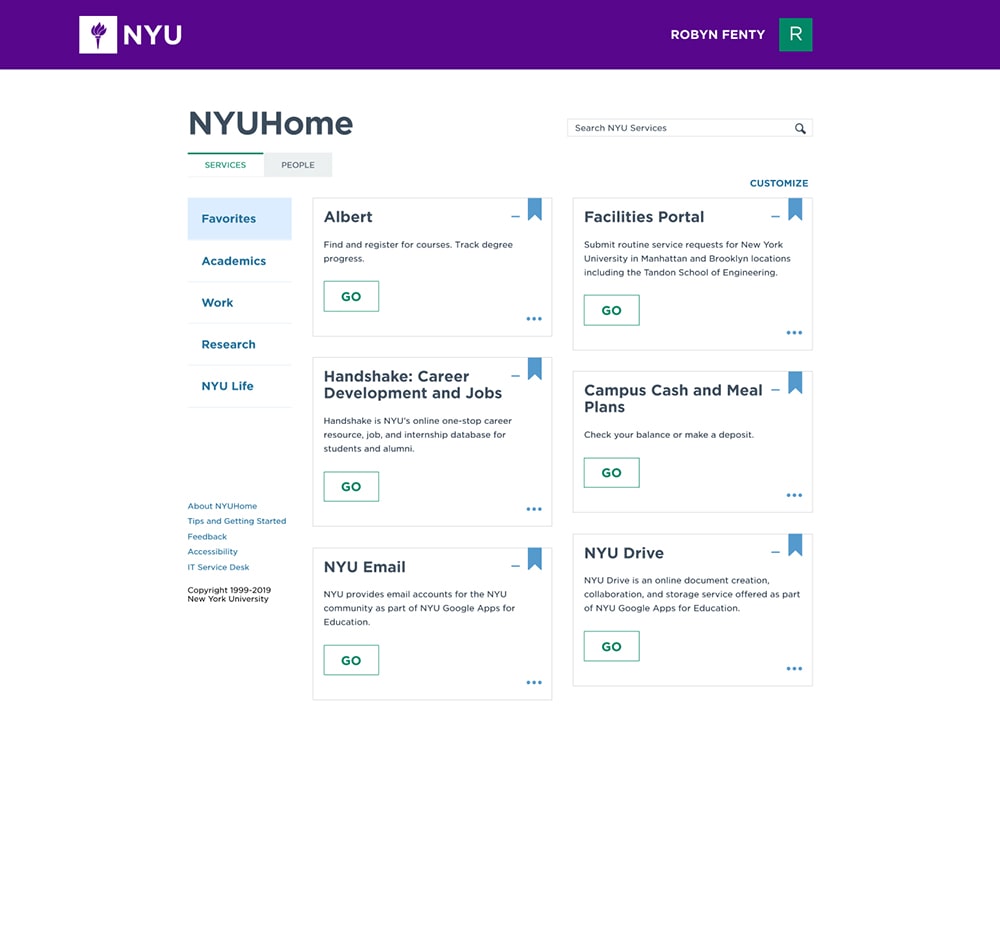 NYU
ROBYN FENTY
R
NYUHome
Search NYU Services
SERVICES
PEOPLE
CUSTOMIZE
Favorites
Academics
Work
Research
NYU Life
About NYUHome
Tips and Getting Started
Feedback
Accessibility
IT Service Desk
Copyright 1999-2019
New York University
Albert
Find and register for courses. Track degree
progress.
GO
Handshake: Career
Development and Jobs
Handshake is NYU's online one-stop career
resource, job, and internship database for
students and alumni.
GO
NYU Email
NYU provides email accounts for the NYU
community as part of NYU Google Apps for
Education.
GO
Facilities Portal
Submit routine service requests for New York
University in Manhattan and Brooklyn locations
including the Tandon School of Engineering.
GO
Campus Cash and Meal
Plans
Check your balance or make a deposit.
GO
NYU Drive
NYU Drive is an online document creation,
collaboration, and storage service offered as part
of NYU Google Apps for Education.
GO